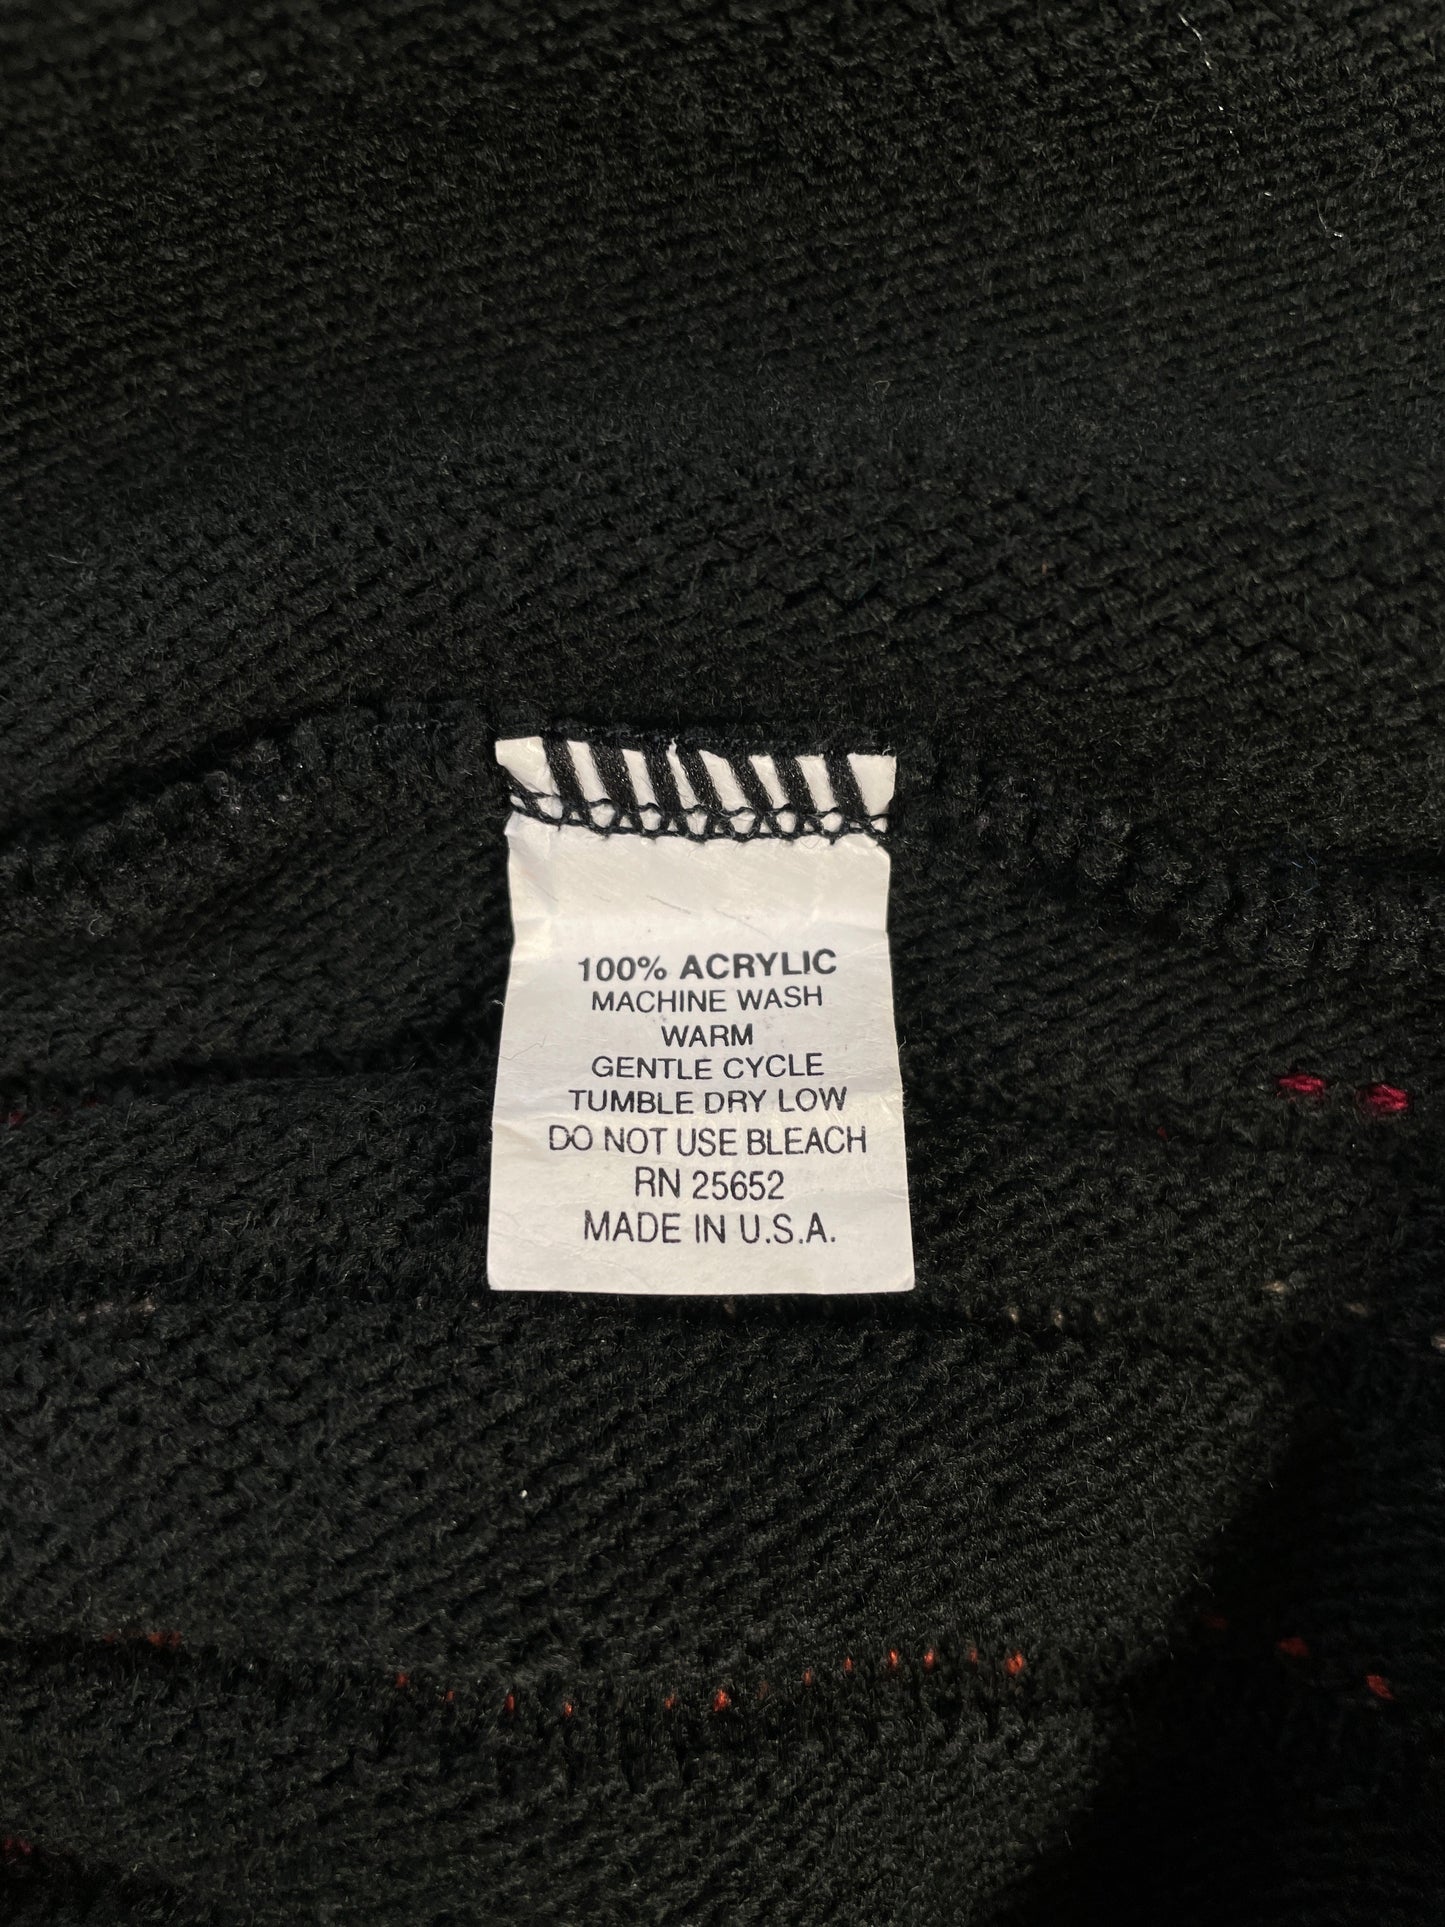 100% ACRYLIC
MACHINE WASH
WARM
GENTLE CYCLE
TUMBLE DRY LOW
DO NOT USE BLEACH
RN 25652
MADE IN U.S.A.